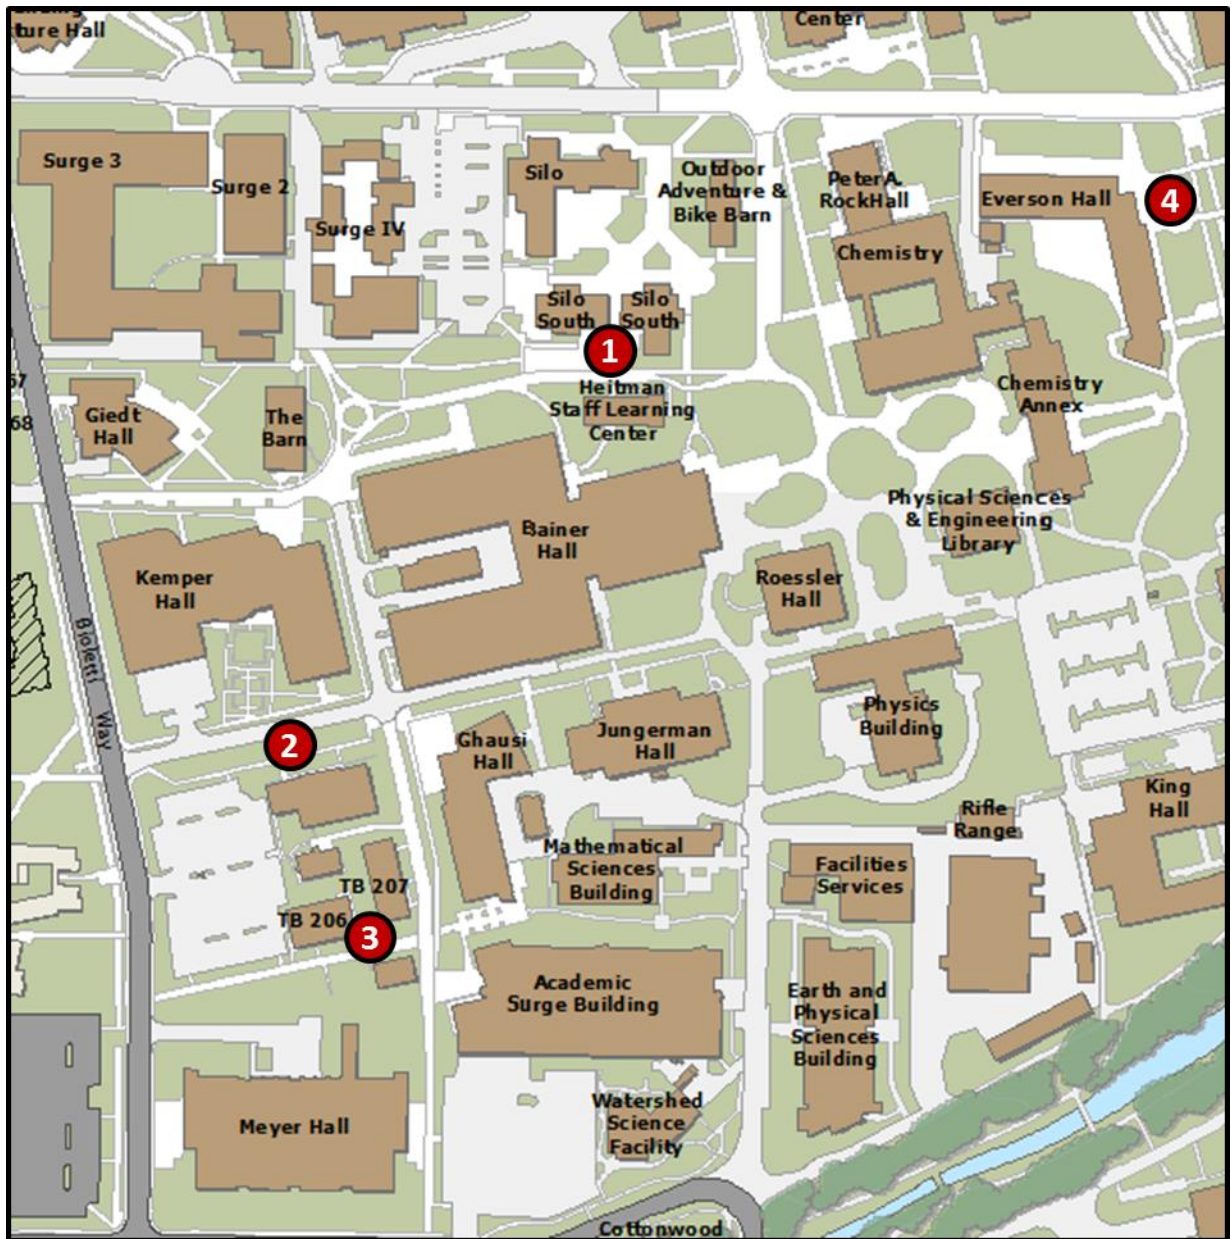 ture Hall
Center
Surge 3
Surge 2
Surge IV
Silo
Outdoor
Adventure &
Bike Barn
Peter A.
RockHall
Everson Hall
4
Chemistry
Silo
South
Silo
South
1
67
68
Giedt
Hall
The
Barn
Heitman
Staff Learning
Center
Chemistry
Annex
Bainer
Hall
Physical Sciences
& Engineering
Library
Kemper
Hall
Roessler
Hall
Bioletti Way
2
Ghausi
Hall
Jungerman
Hall
Physics
Building
King
Hall
Rifle
Range
Mathematical
Sciences
Building
Facilities
Services
TB 207
TB 206
3
Academic
Surge Building
Earth and
Physical
Sciences
Building
Meyer Hall
Watershed
Science
Facility
Cottonwood